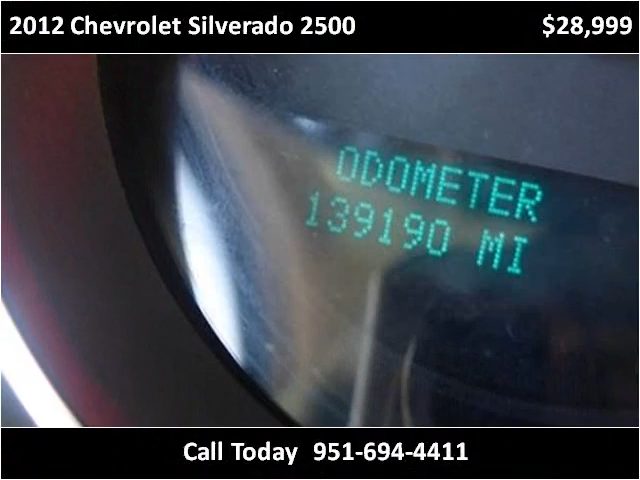 2012 Chevrolet Silverado 2500 $28,999
ODOMETER
139190 MI
Call Today 951-694-4411